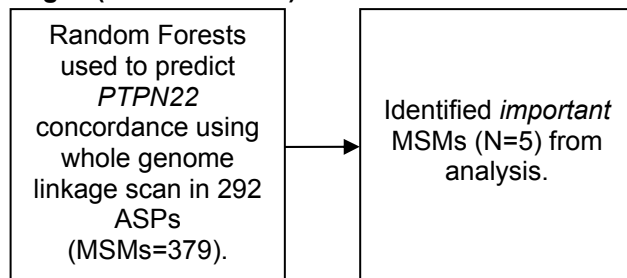 Random Forests
used to predict
PTPN22
concordance using
whole genome
linkage scan in 292
ASPs
(MSMs=379).
Identified important
MSMs (N=5) from
analysis.